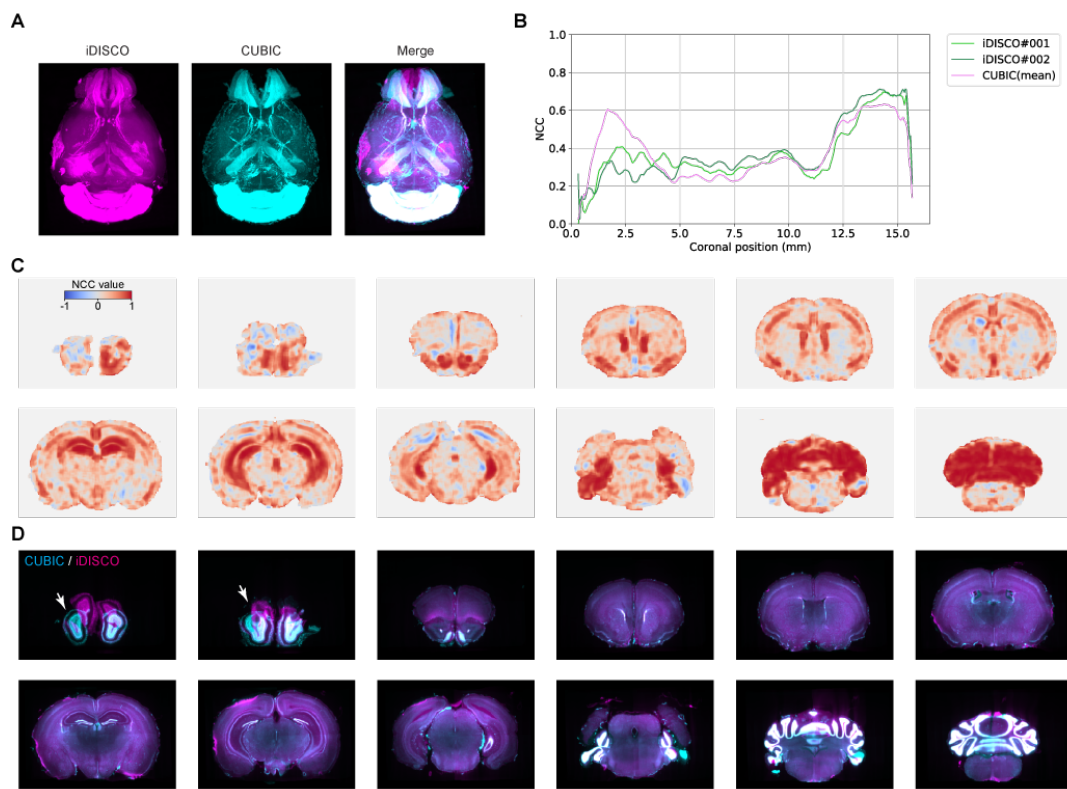 A
iDISCO
CUBIC
Merge
B
1.0
0.8
0.6
0.4
0.2
0.0
NCC
0.0
2.5
5.0
7.5
10.0
12.5
15.0
Coronal position (mm)
iDISCO#001
iDISCO#002
CUBIC(mean)
C
NCC value
-1
0
1
D
CUBIC / iDISCO